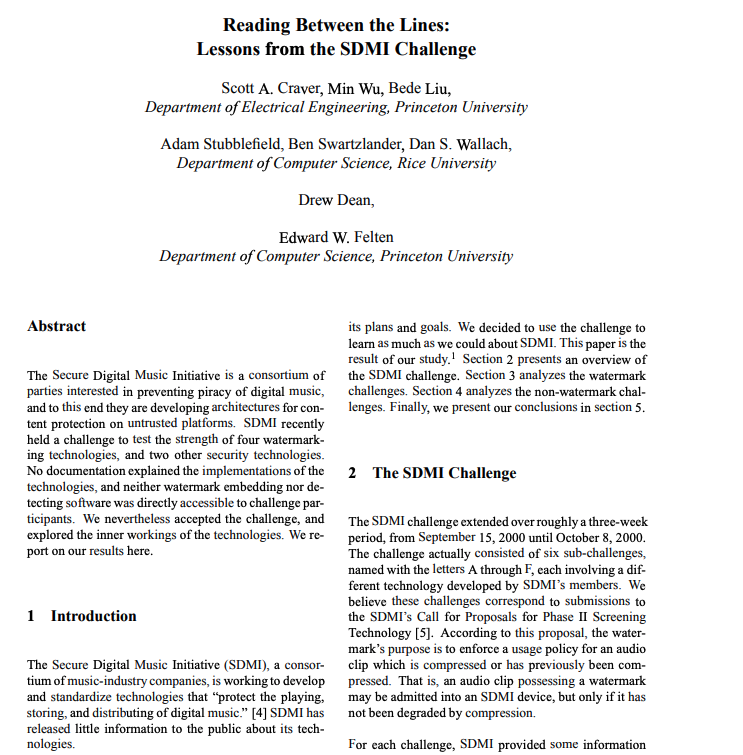 Reading Between the Lines:
Lessons from the SDMI Challenge
Scott A. Craver, Min Wu, Bede Liu,
Department of Electrical Engineering, Princeton University
Adam Stubblefield, Ben Swartzlander, Dan S. Wallach,
Department of Computer Science, Rice University
Drew Dean,
Edward W. Felten
Department of Computer Science, Princeton University
Abstract
The Secure Digital Music Initiative is a consortium of
parties interested in preventing piracy of digital music,
and to this end they are developing architectures for con-
tent protection on untrusted platforms. SDMI recently
held a challenge to test the strength of four watermark-
ing technologies, and two other security technologies.
No documentation explained the implementations of the
technologies, and neither watermark embedding nor de-
tecting software was directly accessible to challenge par-
ticipants. We nevertheless accepted the challenge, and
explored the inner workings of the technologies. We re-
port on our results here.
1 Introduction
The Secure Digital Music Initiative (SDMI), a consor-
tium of music-industry companies, is working to develop
and standardize technologies that “protect the playing,
storing, and distributing of digital music.” [4] SDMI has
released little information to the public about its tech-
nologies.
its plans and goals. We decided to use the challenge to
learn as much as we could about SDMI. This paper is the
result of our study.1 Section 2 presents an overview of
the SDMI challenge. Section 3 analyzes the watermark
challenges. Section 4 analyzes the non-watermark chal-
lenges. Finally, we present our conclusions in section 5.
2 The SDMI Challenge
The SDMI challenge extended over roughly a three-week
period, from September 15, 2000 until October 8, 2000.
The challenge actually consisted of six sub-challenges,
named with the letters A through F, each involving a dif-
ferent technology developed by SDMI’s members. We
believe these challenges correspond to submissions to
the SDMI’s Call for Proposals for Phase II Screening
Technology [5]. According to this proposal, the water-
mark’s purpose is to enforce a usage policy for an audio
clip which is compressed or has previously been com-
pressed. That is, an audio clip possessing a watermark
may be admitted into an SDMI device, but only if it has
not been degraded by compression.
For each challenge, SDMI provided some information